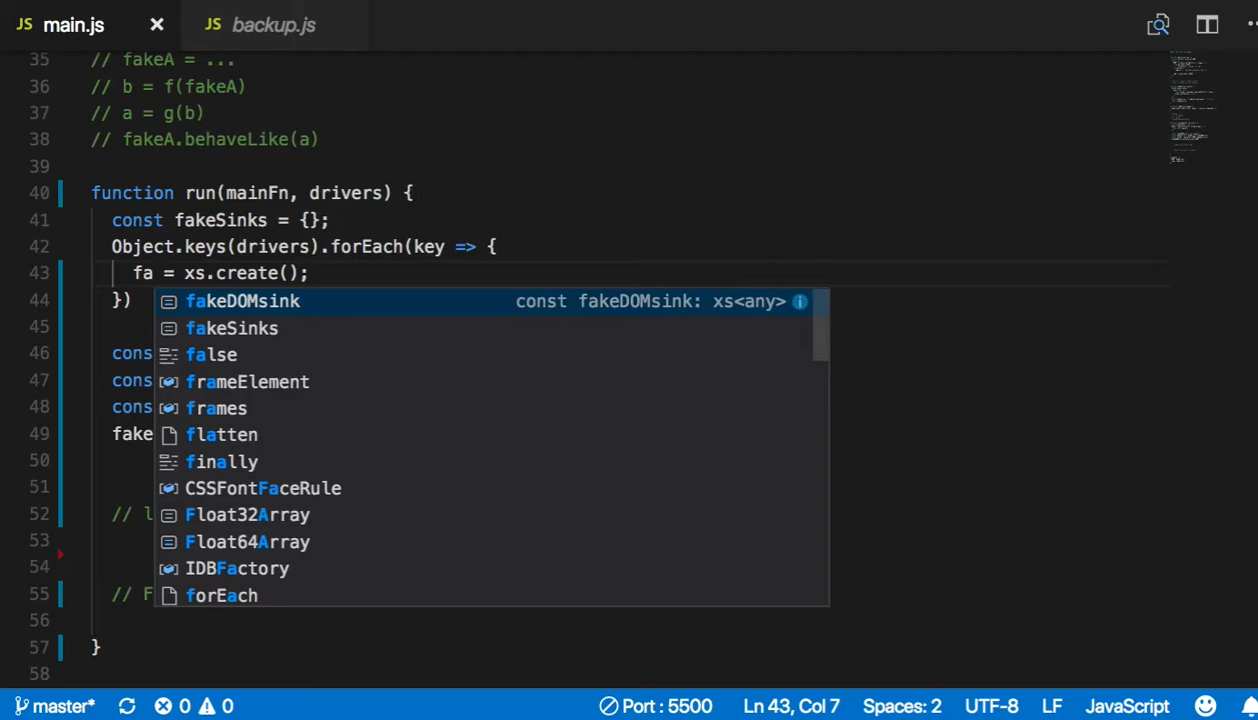 JS main.js × JS backup.js
35 // fakeA = ...
36 // b = f(fakeA)
37 // a = g(b)
38 // fakeA.behaveLike(a)
39
40 function run(mainFn, drivers) {
41 const fakeSinks = {};
42 Object.keys(drivers).forEach(key => {
43 fa = xs.create();
44 })
fakeDOMsink const fakeDOMsink: xs<any>
45 fakeSinks
46 cons false
47 cons frameElement
48 cons frames
49 fake flatten
50 finally
51 CSSFontFaceRule
52 // l Float32Array
53 Float64Array
54 IDBFactory
55 // F forEach
56
57 }
58
master* 0 0 Port : 5500 Ln 43, Col 7 Spaces: 2 UTF-8 LF JavaScript